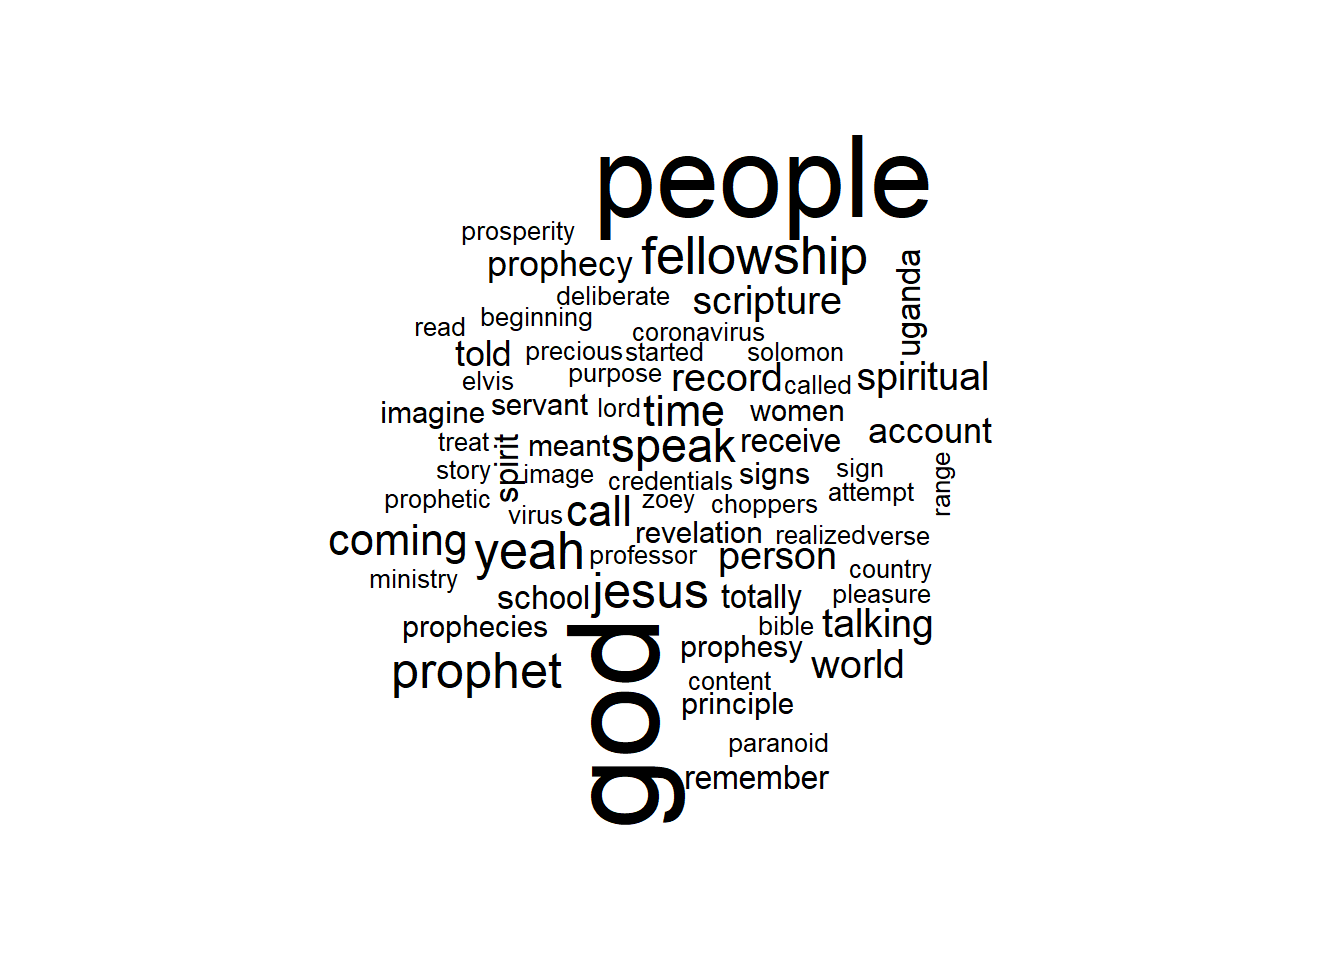 people
prosperity
prophecy fellowship
uganda
deliberate scripture
read beginning
coronavirus
told precious started solomon
elvis purpose record called spiritual
imagine servant lord time women
treat spirit meant speak receive account
story image credentials signs sign range
prophetic virus call zoey choppers attempt
coming yeah revelation realized verse
professor person country
ministry school jesus totally pleasure
prophecies god bible talking
prophet prophesy world
content
principle
paranoid
remember